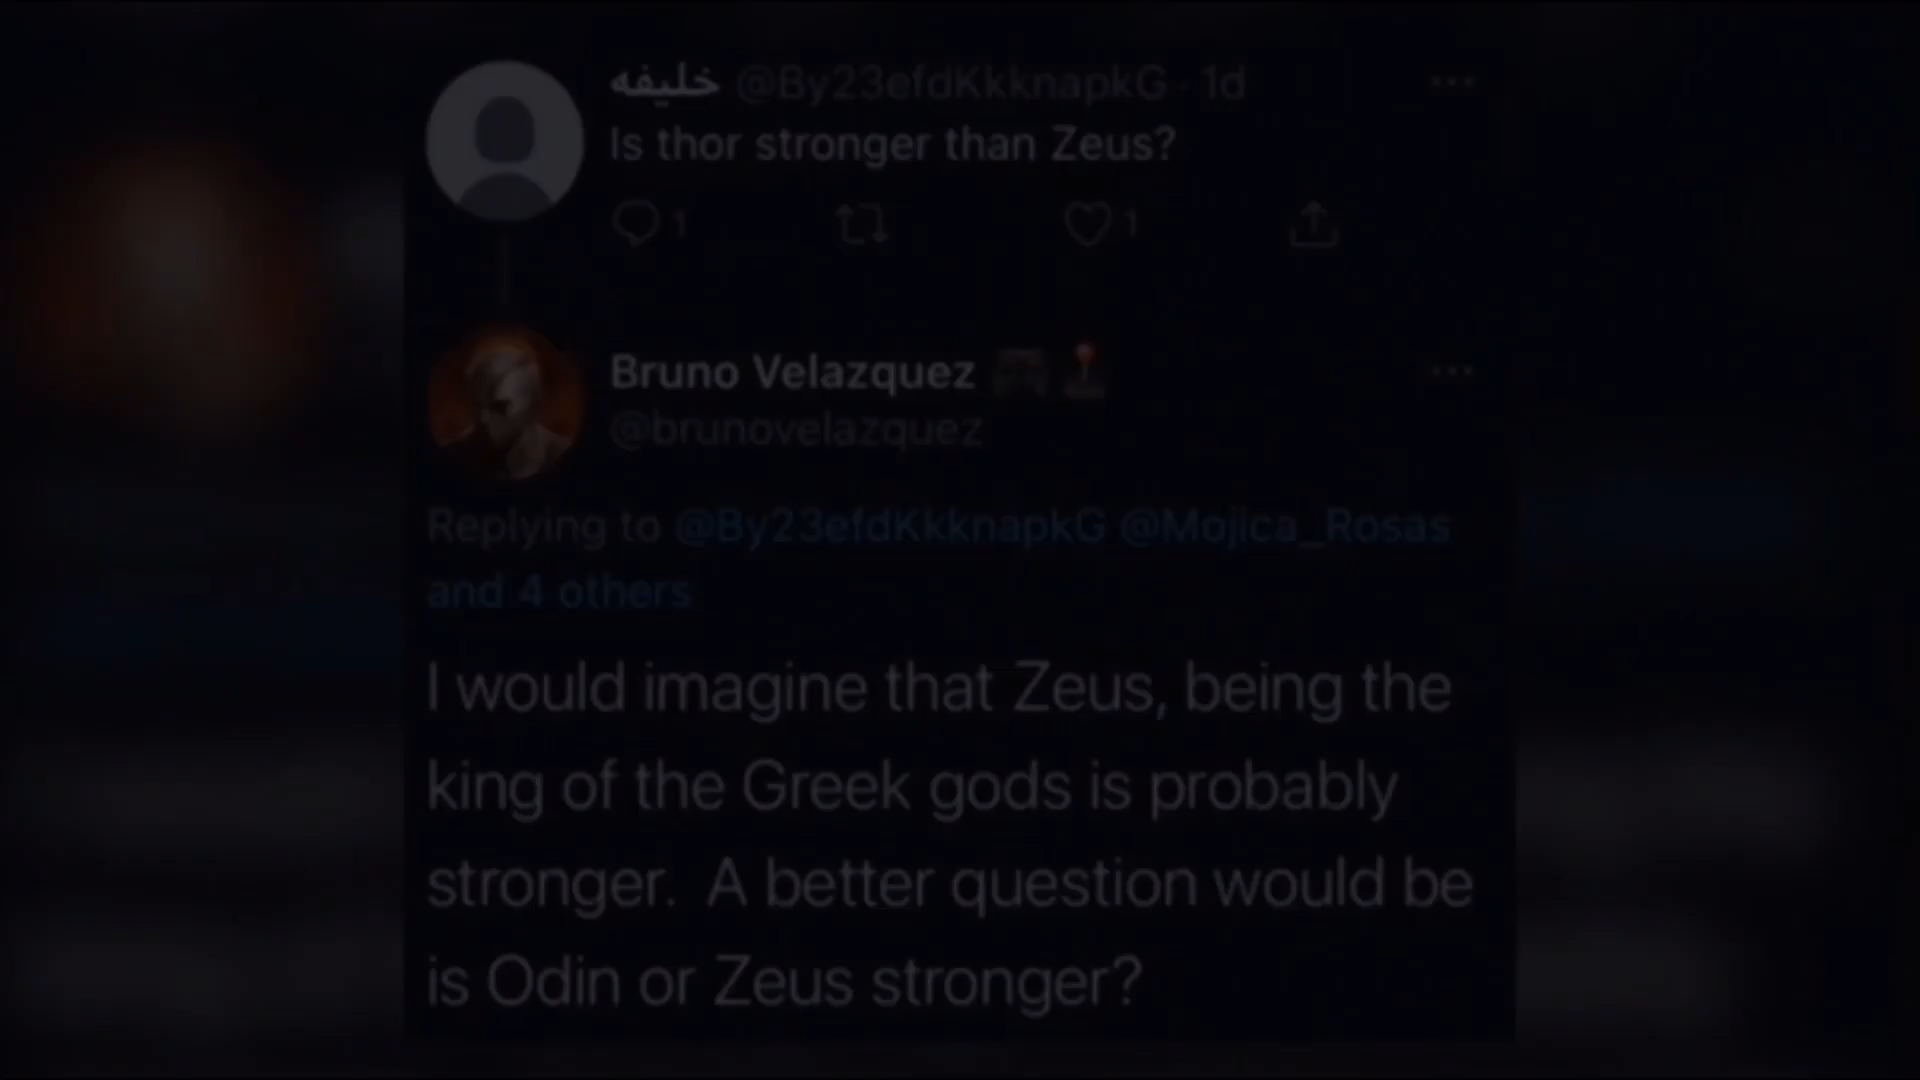 خليفه @By23efdKkknapkG · 1d
Is thor stronger than Zeus?
1 1
Bruno Velazquez
@brunovelazquez
Replying to @By23efdKkknapkG @Mojica_Rosas
and 4 others
I would imagine that Zeus, being the
king of the Greek gods is probably
stronger. A better question would be
is Odin or Zeus stronger?